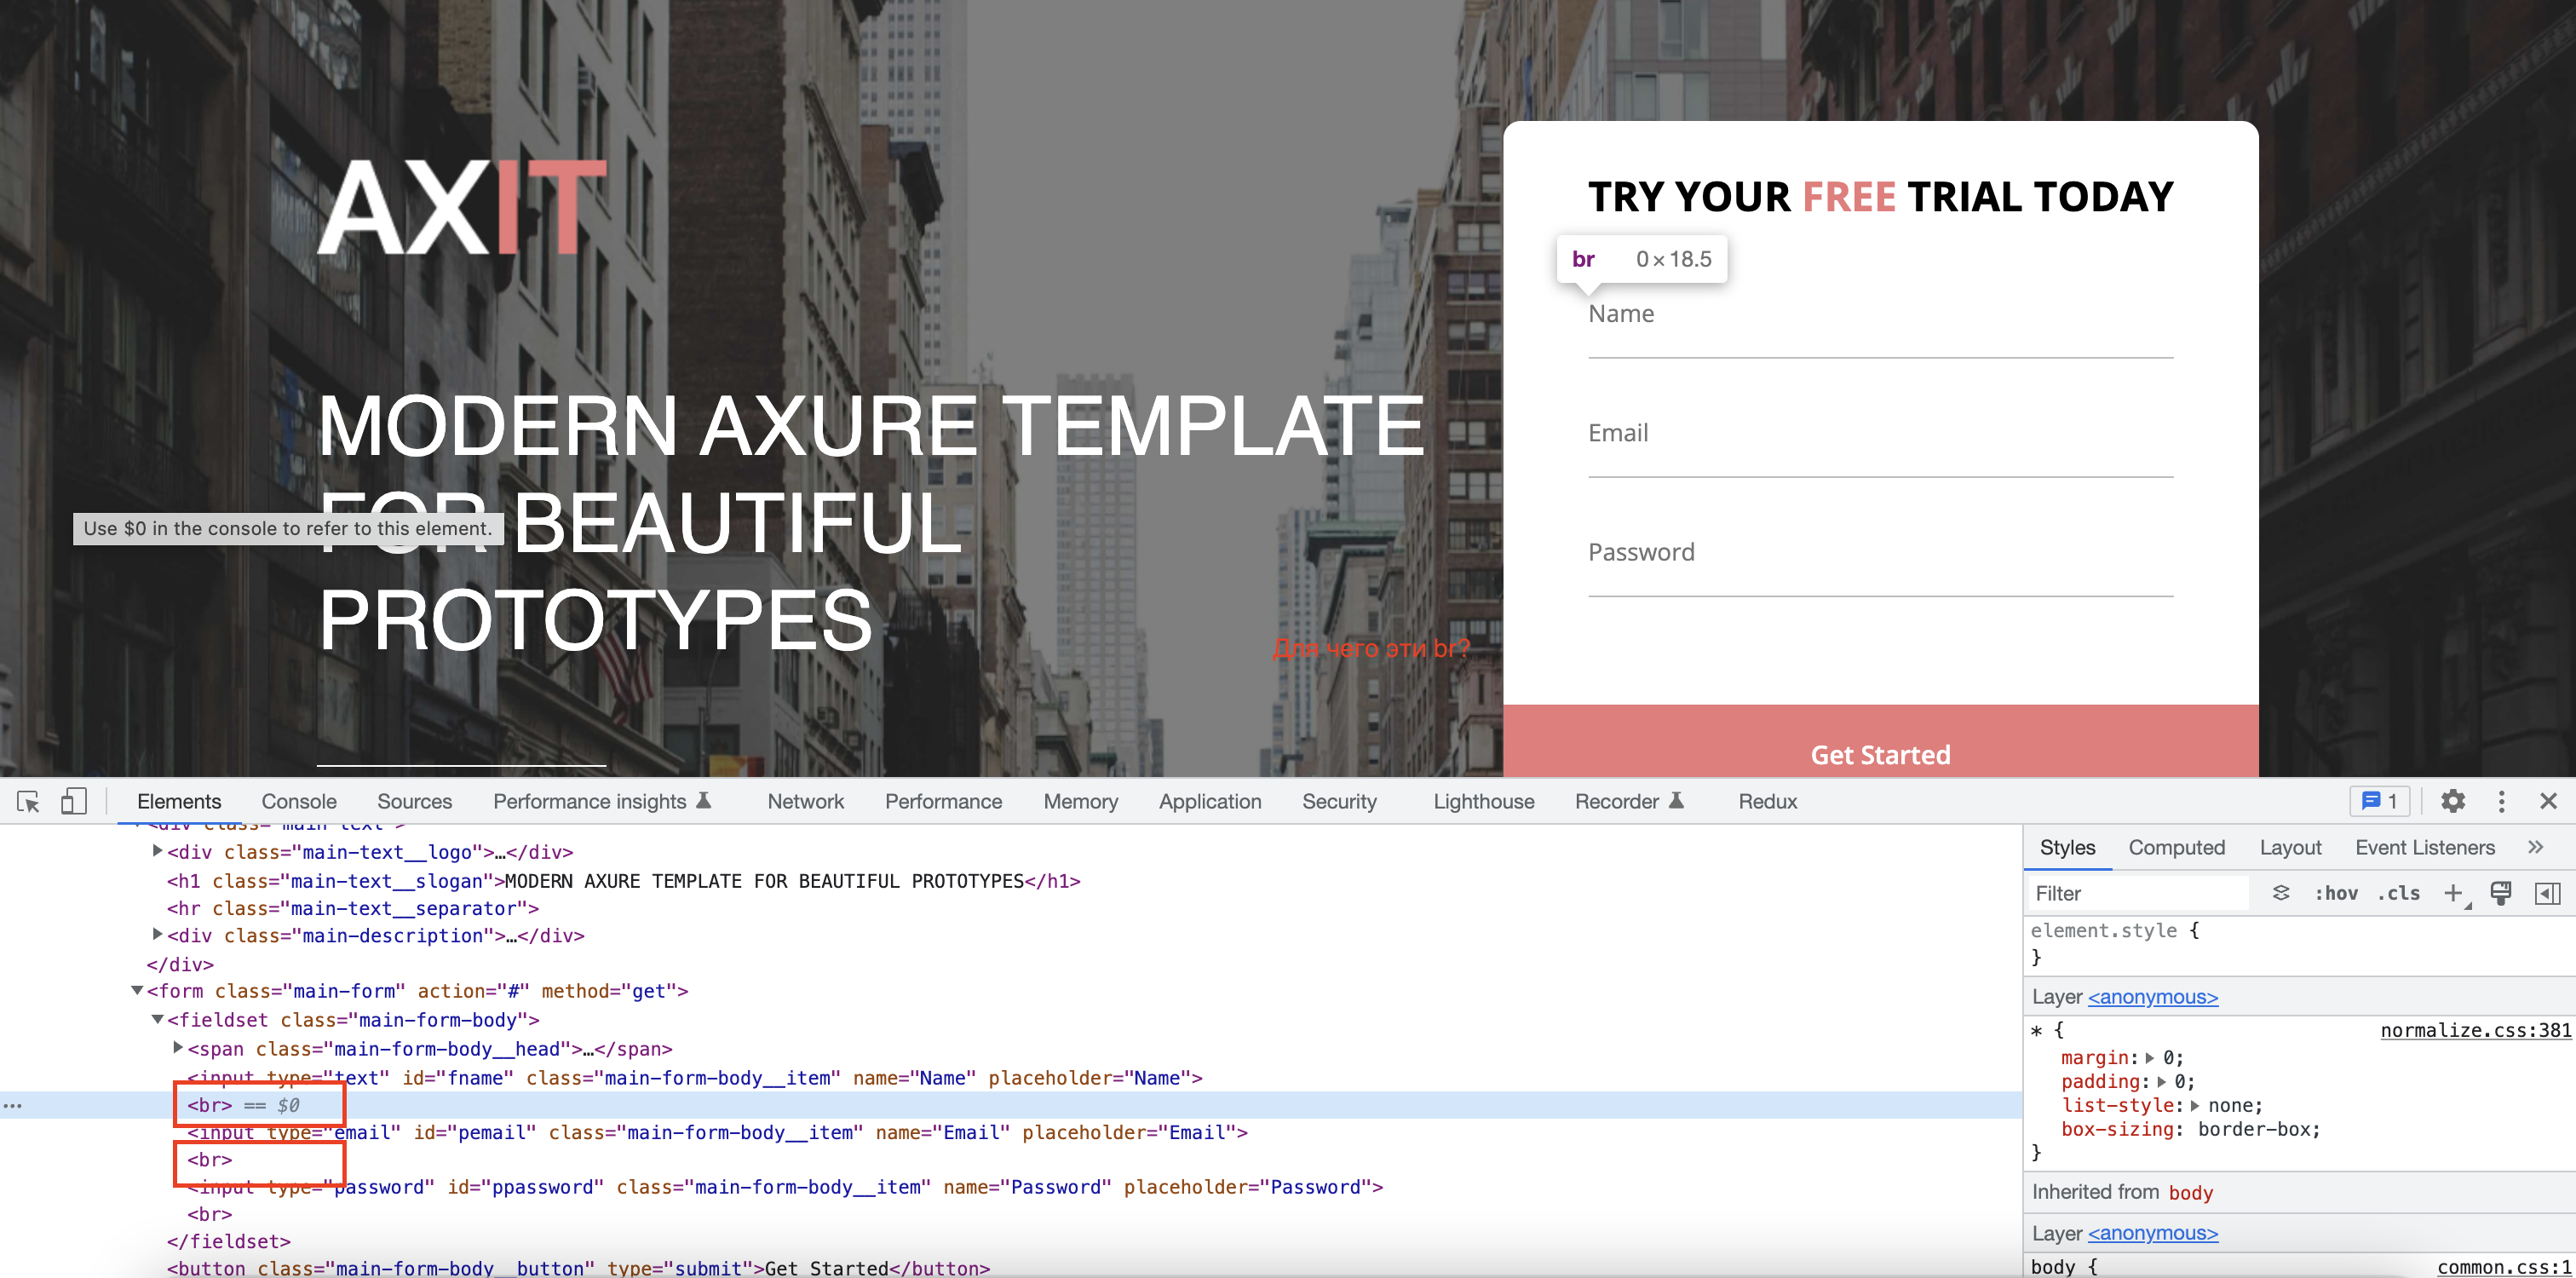 AXIT
MODERN AXURE TEMPLATE
FOR BEAUTIFUL
PROTOTYPES
Use $0 in the console to refer to this element.
TRY YOUR FREE TRIAL TODAY
br 0 × 18.5
Name
Email
Password
Для чего эти br?
Get Started
Elements Console Sources Performance insights Network Performance Memory Application Security Lighthouse Recorder Redux 1
<div class="main-text">
<div class="main-text__logo">…</div>
<h1 class="main-text__slogan">MODERN AXURE TEMPLATE FOR BEAUTIFUL PROTOTYPES</h1>
<hr class="main-text__separator">
<div class="main-description">…</div>
</div>
<form class="main-form" action="#" method="get">
<fieldset class="main-form-body">
<span class="main-form-body__head">…</span>
<input type="text" id="fname" class="main-form-body__item" name="Name" placeholder="Name">
... <br> == $0
<input type="email" id="pemail" class="main-form-body__item" name="Email" placeholder="Email">
<br>
<input type="password" id="ppassword" class="main-form-body__item" name="Password" placeholder="Password">
<br>
</fieldset>
<button class="main-form-body__button" type="submit">Get Started</button>
Styles Computed Layout Event Listeners »
Filter :hov .cls +
element.style {
}
Layer <anonymous>
* { normalize.css:381
margin: 0;
padding: 0;
list-style: none;
box-sizing: border-box;
}
Inherited from body
Layer <anonymous>
body { common.css:1